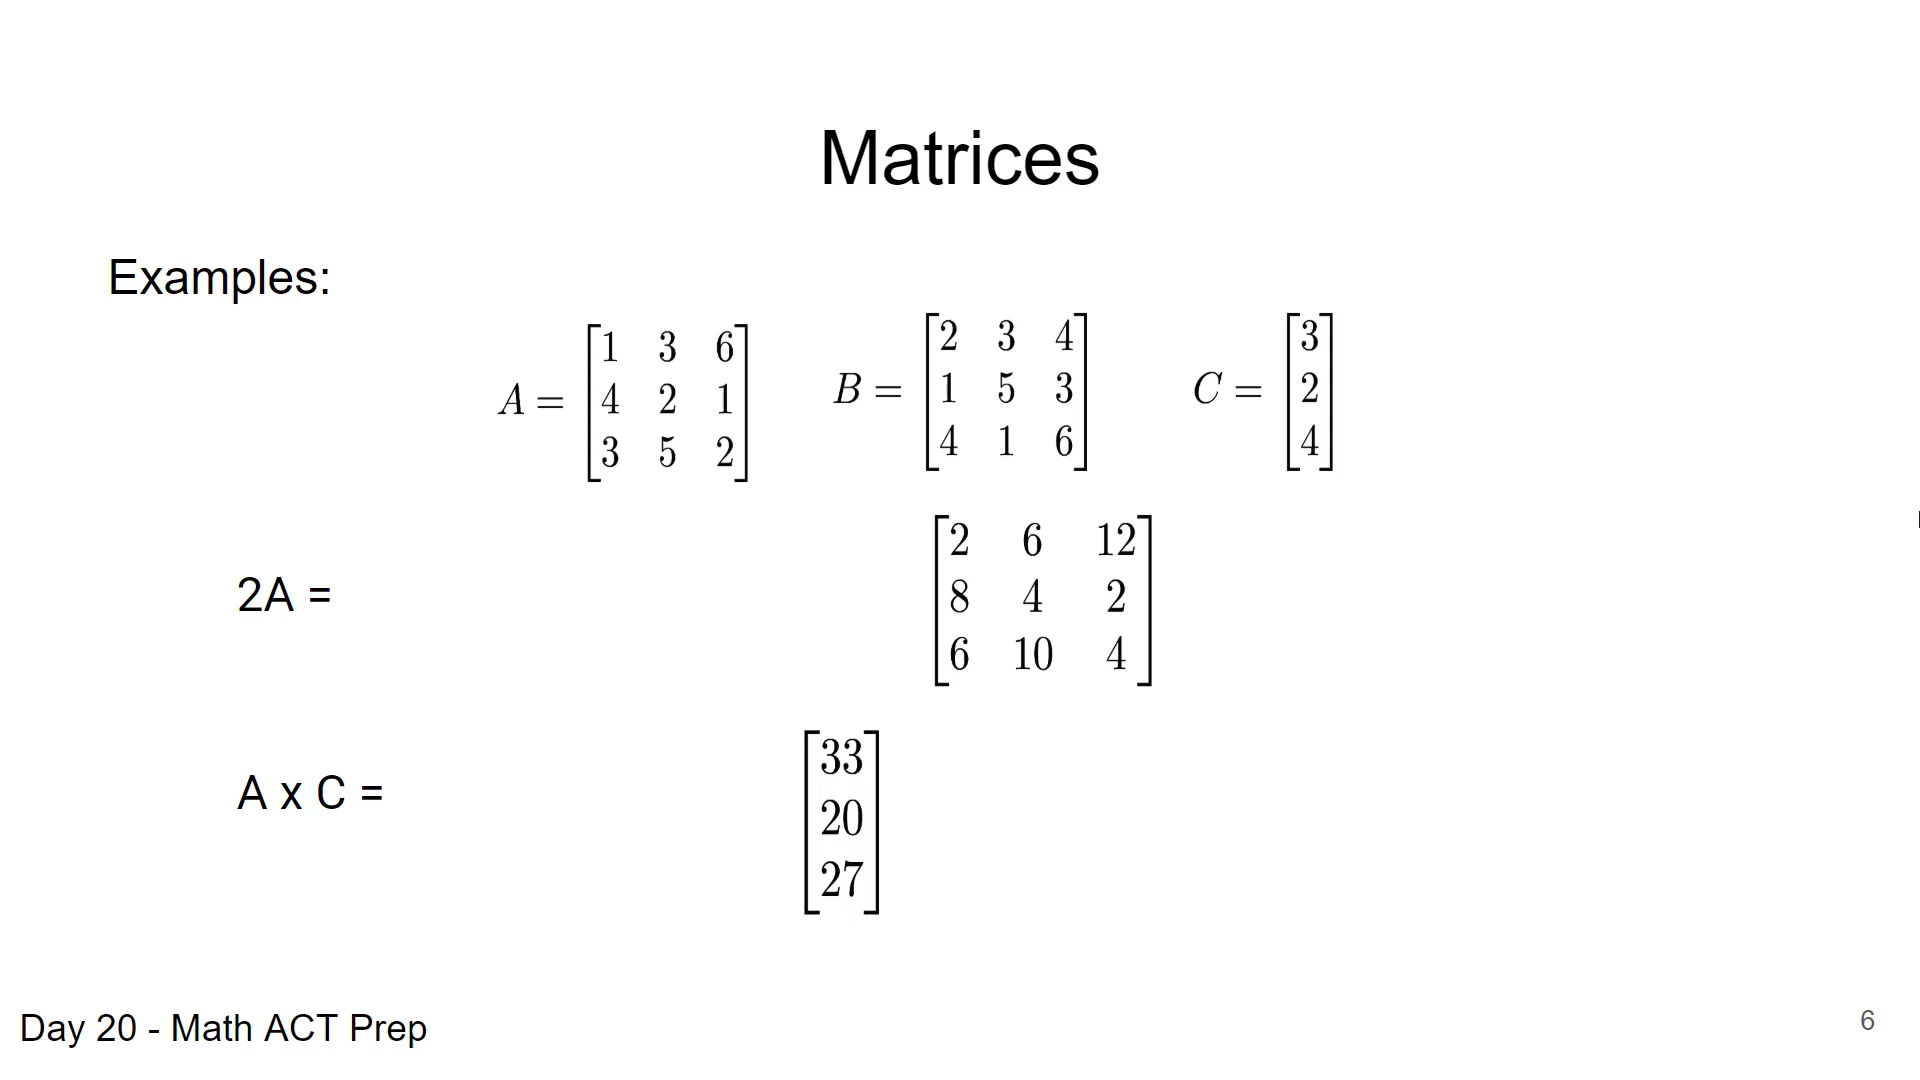 Matrices
Examples:
A = [1 3 6
4 2 1
3 5 2]
B = [2 3 4
1 5 3
4 1 6]
C = [3
2
4]
2A =
[2 6 12
8 4 2
6 10 4]
A x C =
[33
20
27]
Day 20 - Math ACT Prep
6